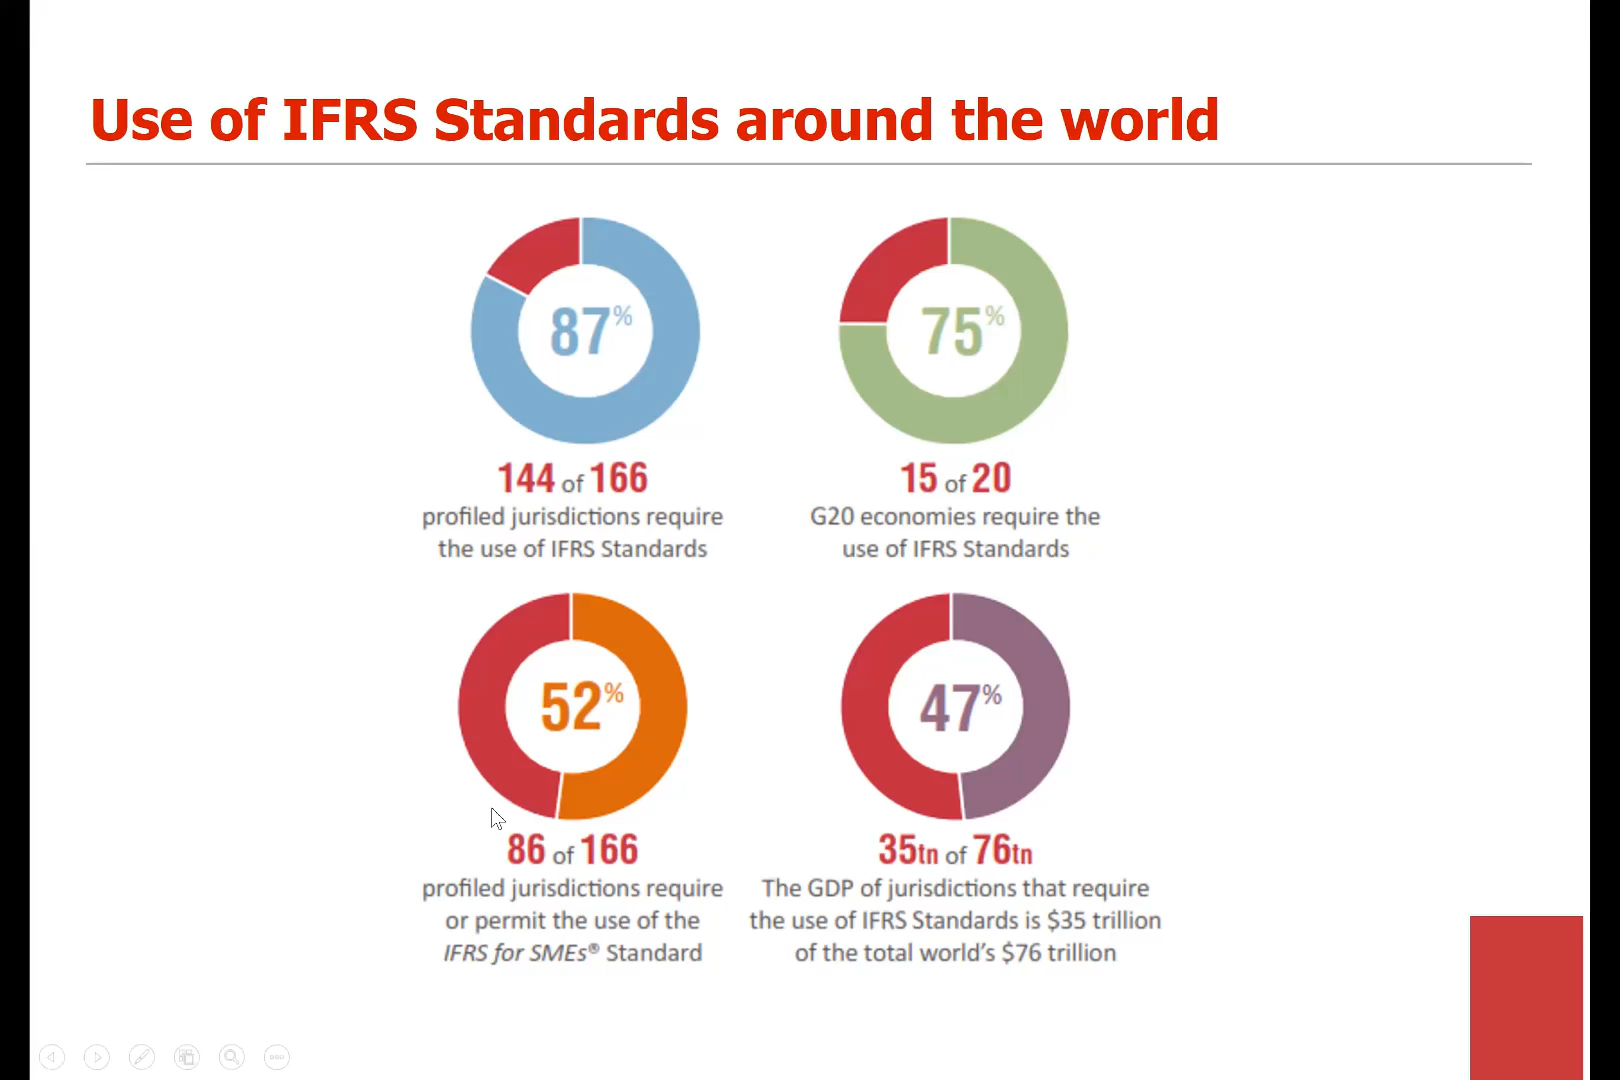 Use of IFRS Standards around the world
87%
144 of 166
profiled jurisdictions require
the use of IFRS Standards
75%
15 of 20
G20 economies require the
use of IFRS Standards
52%
86 of 166
profiled jurisdictions require
or permit the use of the
IFRS for SMEs® Standard
47%
35tn of 76tn
The GDP of jurisdictions that require
the use of IFRS Standards is $35 trillion
of the total world's $76 trillion